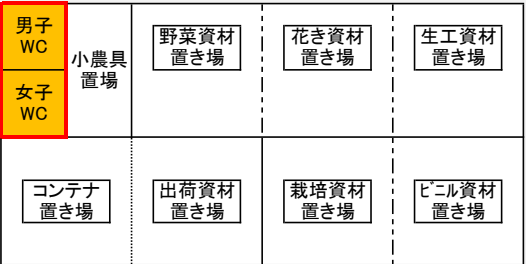 男子
WC
女子
WC
小農具
置場
野菜資材
置き場
花き資材
置き場
生工資材
置き場
コンテナ
置き場
出荷資材
置き場
栽培資材
置き場
ﾋﾞﾆﾙ資材
置き場